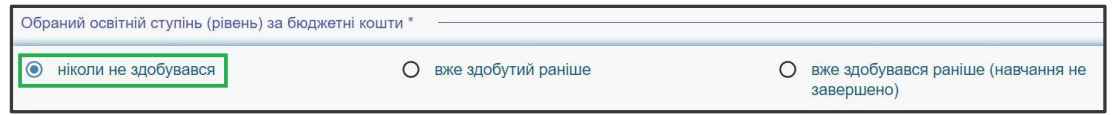 Обраний освітній ступінь (рівень) за бюджетні кошти *
ніколи не здобувався
вже здобутий раніше
вже здобувався раніше (навчання не
завершено)